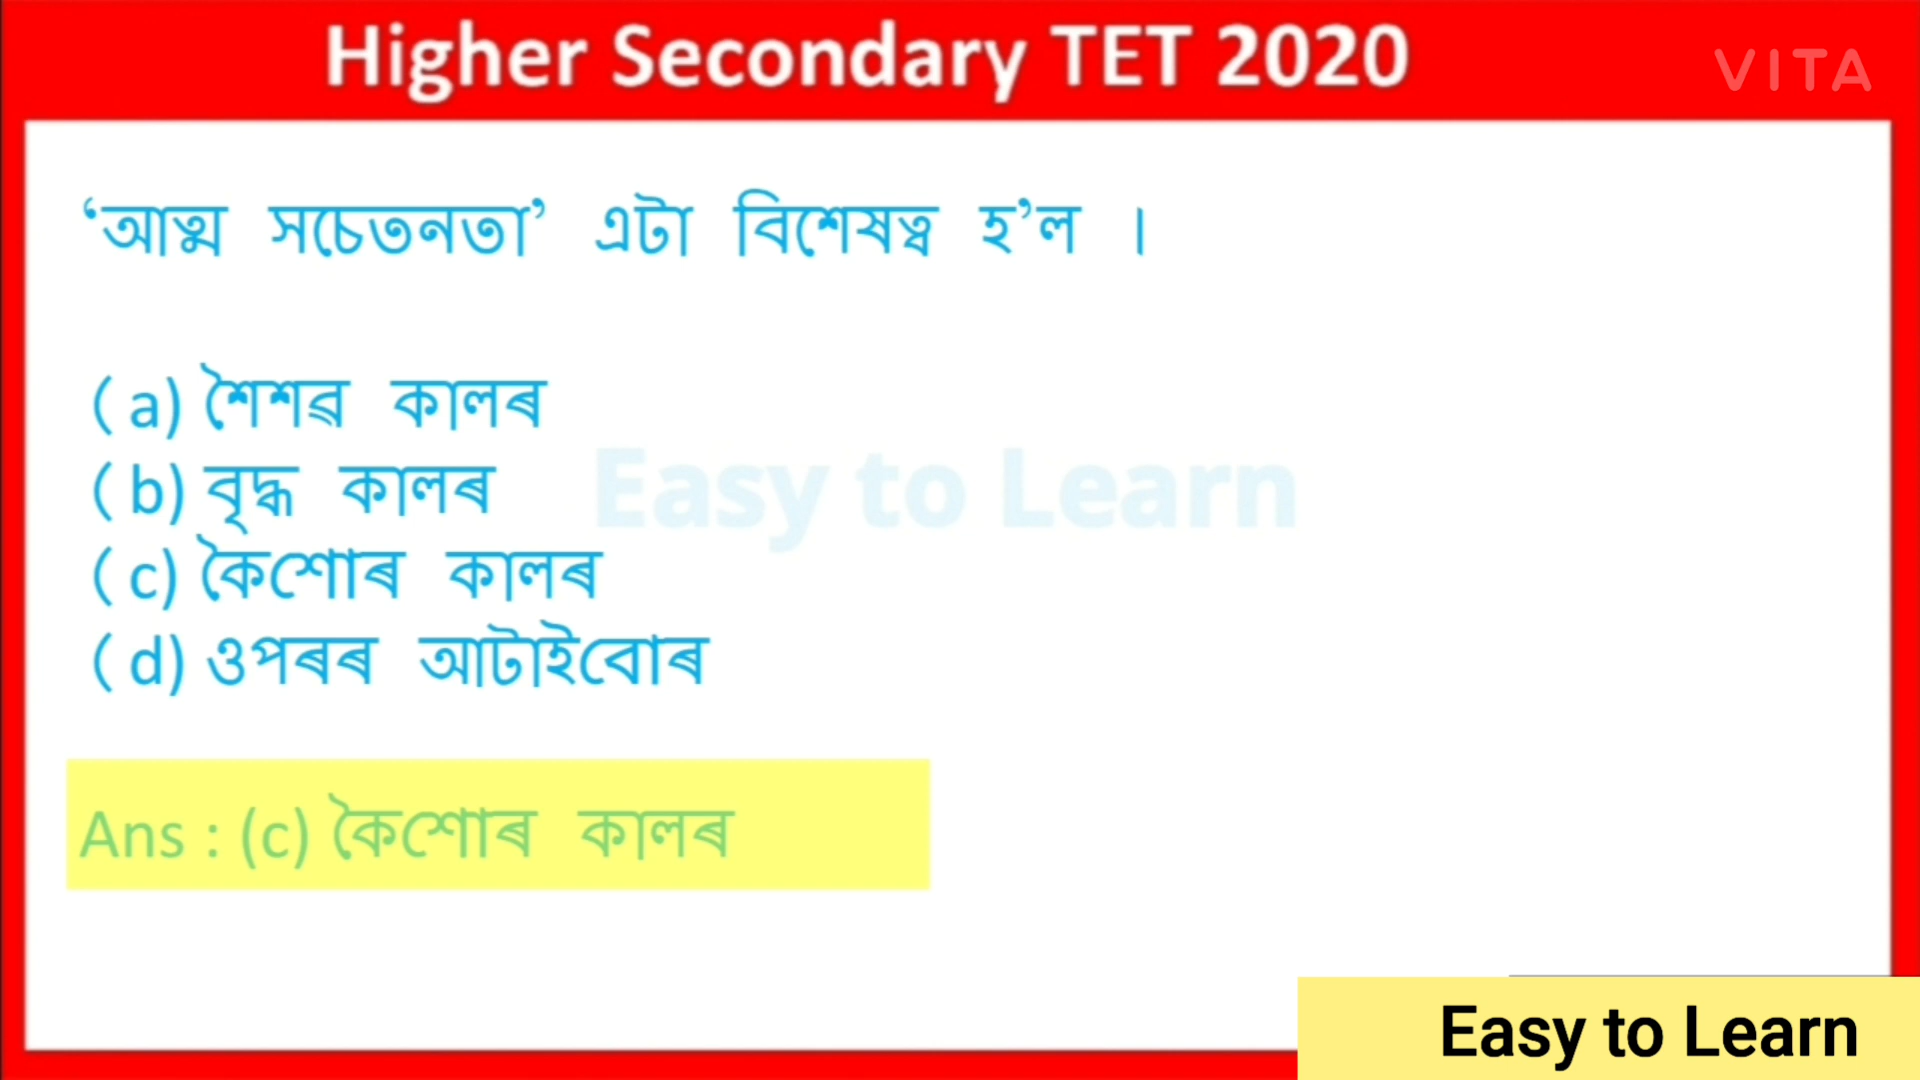 Higher Secondary TET 2020
VITA
‘আত্ম সচেতনতা’ এটা বিশেষত্ব হ’ল ।
( a) শৈশৱ কালৰ
( b) বৃদ্ধ কালৰ
( c) কৈশোৰ কালৰ
( d) ওপৰৰ আটাইবোৰ
Easy to Learn
Ans : (c) কৈশোৰ কালৰ
Easy to Learn